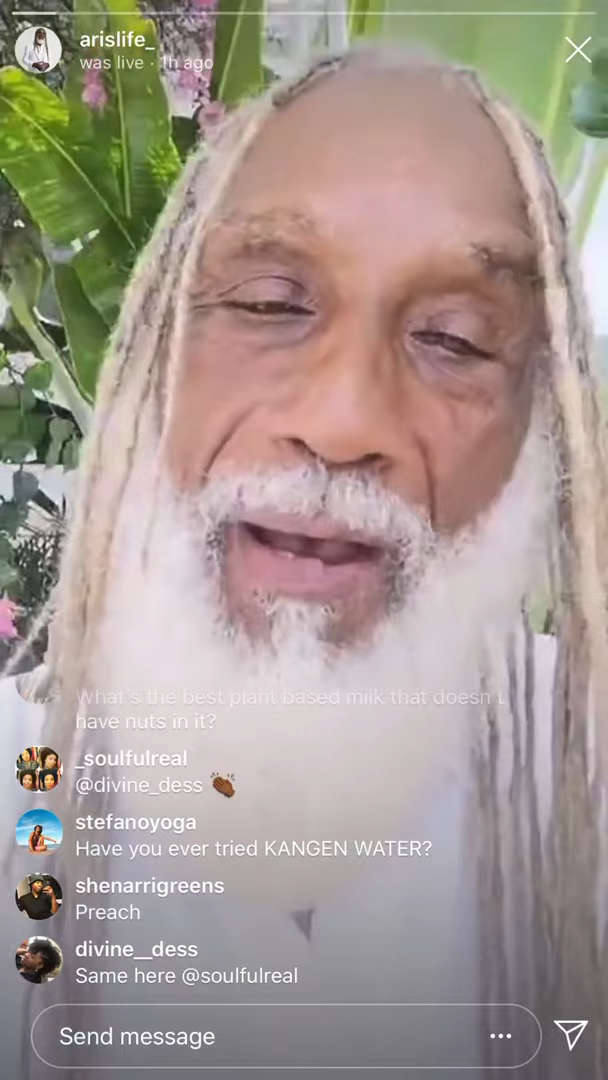 arislife_
was live · 1h ago
What's the best plant based milk that doesn't
have nuts in it?
_soulfulreal
@divine_dess 👏🏾
stefanoyoga
Have you ever tried KANGEN WATER?
shenarrigreens
Preach
divine__dess
Same here @soulfulreal
Send message